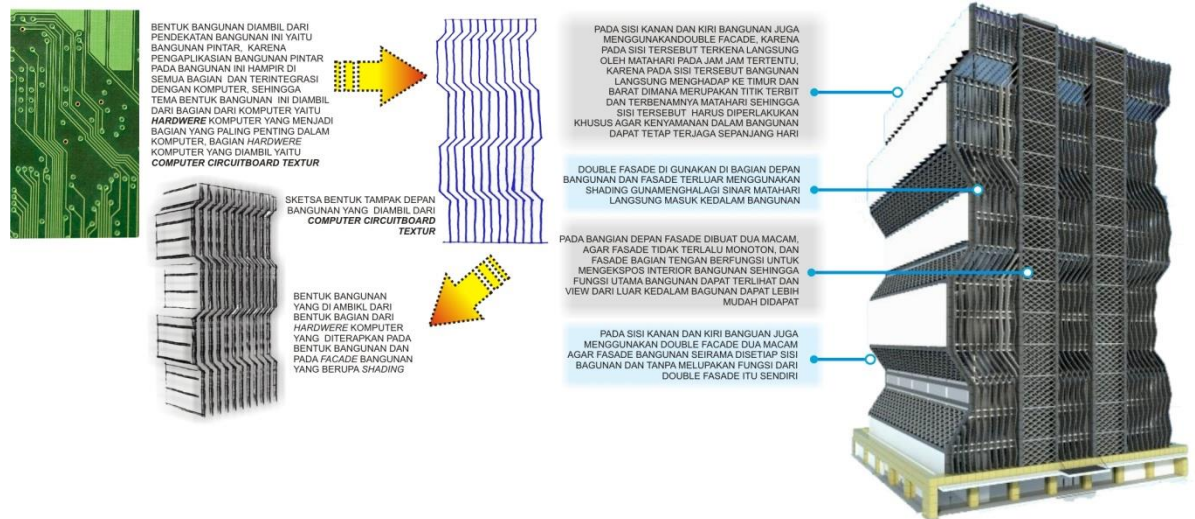 BENTUK BANGUNAN DIAMBIL DARI
PENDEKATAN BANGUNAN INI YAITU
BANGUNAN PINTAR, KARENA
PENGAPLIKASIAN BANGUNAN PINTAR
PADA BANGUNAN INI HAMPIR DI
SEMUA BAGIAN DAN TERINTEGRASI
DENGAN KOMPUTER, SEHINGGA
TEMA BENTUK BANGUNAN INI DIAMBIL
DARI BAGIAN DARI KOMPUTER YAITU
HARDWERE KOMPUTER YANG MENJADI
BAGIAN YANG PALING PENTING DALAM
KOMPUTER, BAGIAN HARDWERE
KOMPUTER YANG DIAMBIL YAITU
COMPUTER CIRCUITBOARD TEXTUR
SKETSA BENTUK TAMPAK DEPAN
BANGUNAN YANG DIAMBIL DARI
COMPUTER CIRCUITBOARD
TEXTUR
BENTUK BANGUNAN
YANG DI AMBIKL DARI
BENTUK BAGIAN DARI
HARDWERE KOMPUTER
YANG DITERAPKAN PADA
BENTUK BANGUNAN DAN
PADA FACADE BANGUNAN
YANG BERUPA SHADING
PADA SISI KANAN DAN KIRI BANGUNAN JUGA
MENGGUNAKANDOUBLE FACADE, KARENA
PADA SISI TERSEBUT TERKENA LANGSUNG
OLEH MATAHARI PADA JAM JAM TERTENTU,
KARENA PADA SISI TERSEBUT BANGUNAN
LANGSUNG MENGHADAP KE TIMUR DAN
BARAT DIMANA MERUPAKAN TITIK TERBIT
DAN TERBENAMNYA MATAHARI SEHINGGA
SISI TERSEBUT HARUS DIPERLAKUKAN
KHUSUS AGAR KENYAMANAN DALAM BANGUNAN
DAPAT TETAP TERJAGA SEPANJANG HARI
DOUBLE FASADE DI GUNAKAN DI BAGIAN DEPAN
BANGUNAN DAN FASADE TERLUAR MENGGUNAKAN
SHADING GUNAMENGHALAGI SINAR MATAHARI
LANGSUNG MASUK KEDALAM BANGUNAN
PADA BANGIAN DEPAN FASADE DIBUAT DUA MACAM,
AGAR FASADE TIDAK TERLALU MONOTON, DAN
FASADE BAGIAN TENGAN BERFUNGSI UNTUK
MENGEKSPOS INTERIOR BANGUNAN SEHINGGA
FUNGSI UTAMA BANGUNAN DAPAT TERLIHAT DAN
VIEW DARI LUAR KEDALAM BAGUNAN DAPAT LEBIH
MUDAH DIDAPAT
PADA SISI KANAN DAN KIRI BANGUAN JUGA
MENGGUNAKAN DOUBLE FACADE DUA MACAM
AGAR FASADE BANGUNAN SEIRAMA DISETIAP SISI
BAGUNAN DAN TANPA MELUPAKAN FUNGSI DARI
DOUBLE FASADE ITU SENDIRI